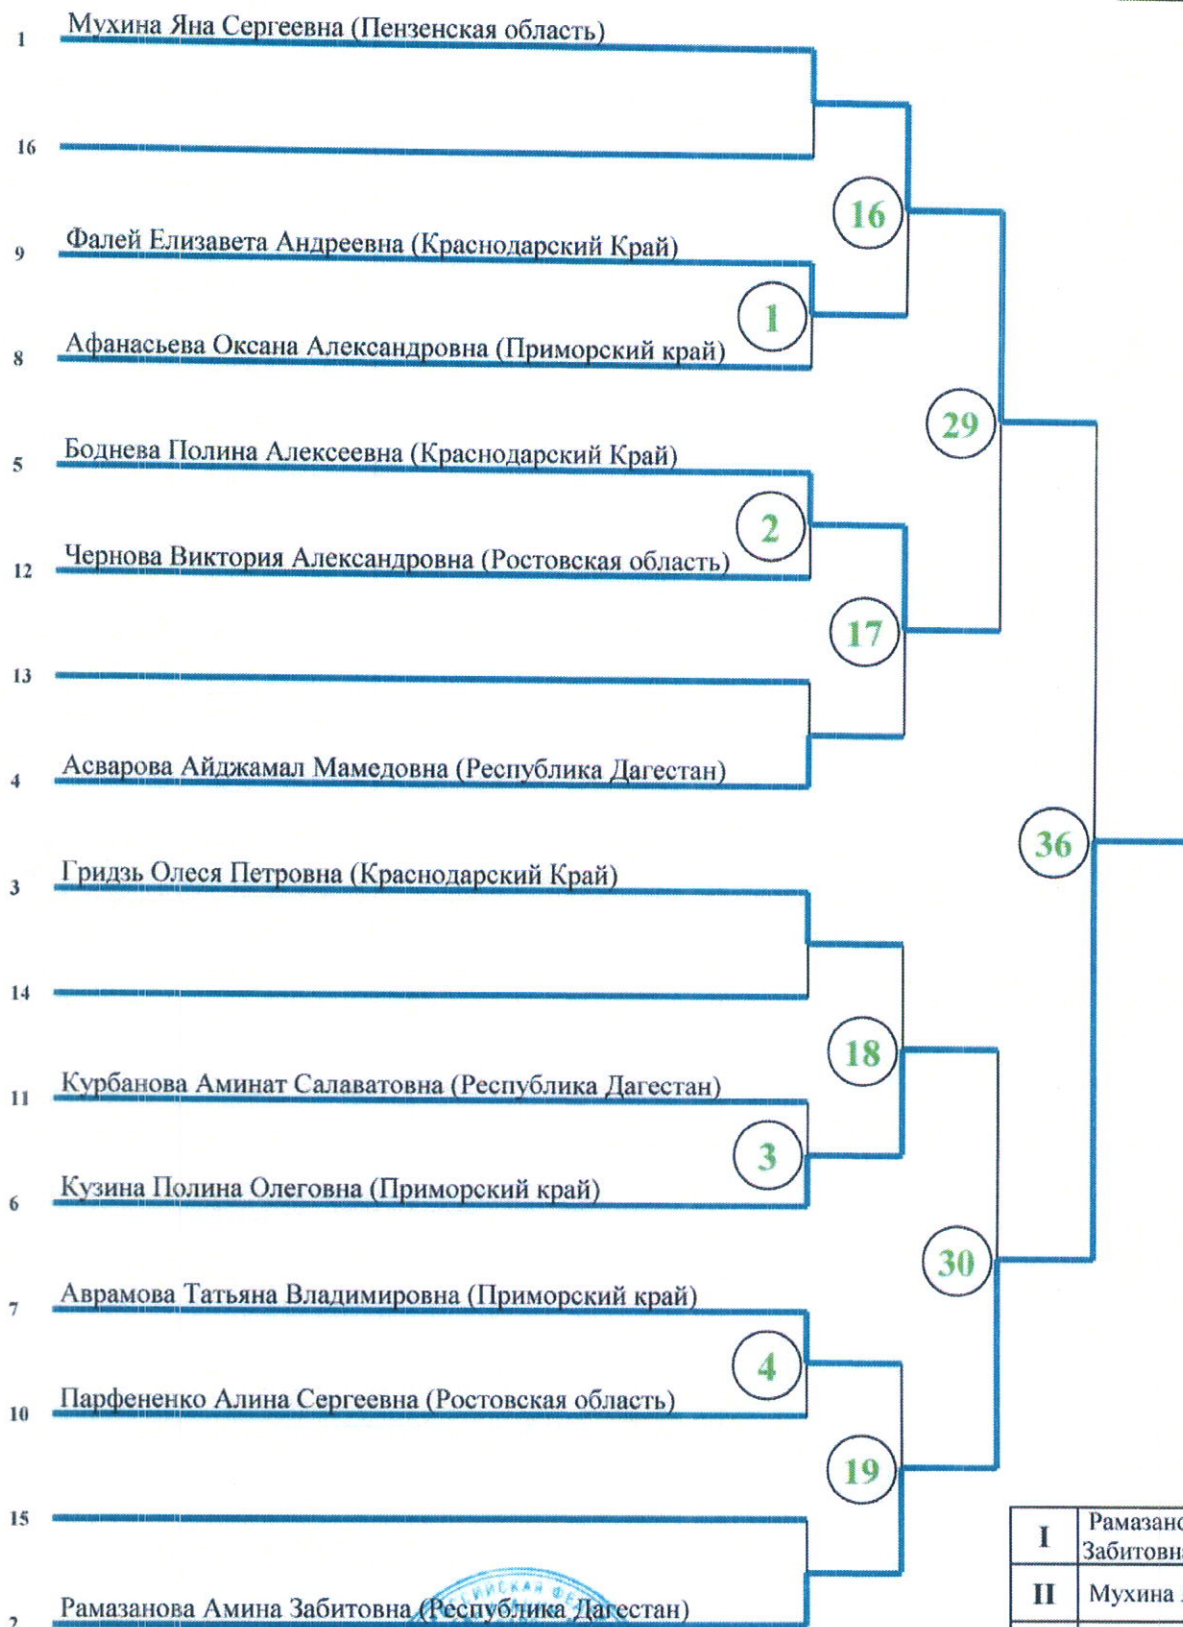 1 Мухина Яна Сергеевна (Пензенская область)
16
16
9 Фалей Елизавета Андреевна (Краснодарский Край)
1
8 Афанасьева Оксана Александровна (Приморский край)
29
5 Боднева Полина Алексеевна (Краснодарский Край)
2
12 Чернова Виктория Александровна (Ростовская область)
17
13
4 Асварова Айджамал Мамедовна (Республика Дагестан)
36
3 Гридзь Олеся Петровна (Краснодарский Край)
14
18
11 Курбанова Аминат Салаватовна (Республика Дагестан)
3
6 Кузина Полина Олеговна (Приморский край)
30
7 Аврамова Татьяна Владимировна (Приморский край)
4
10 Парфененко Алина Сергеевна (Ростовская область)
19
15
2 Рамазанова Амина Забитовна (Республика Дагестан)
I Рамазано
Забитовн
II Мухина